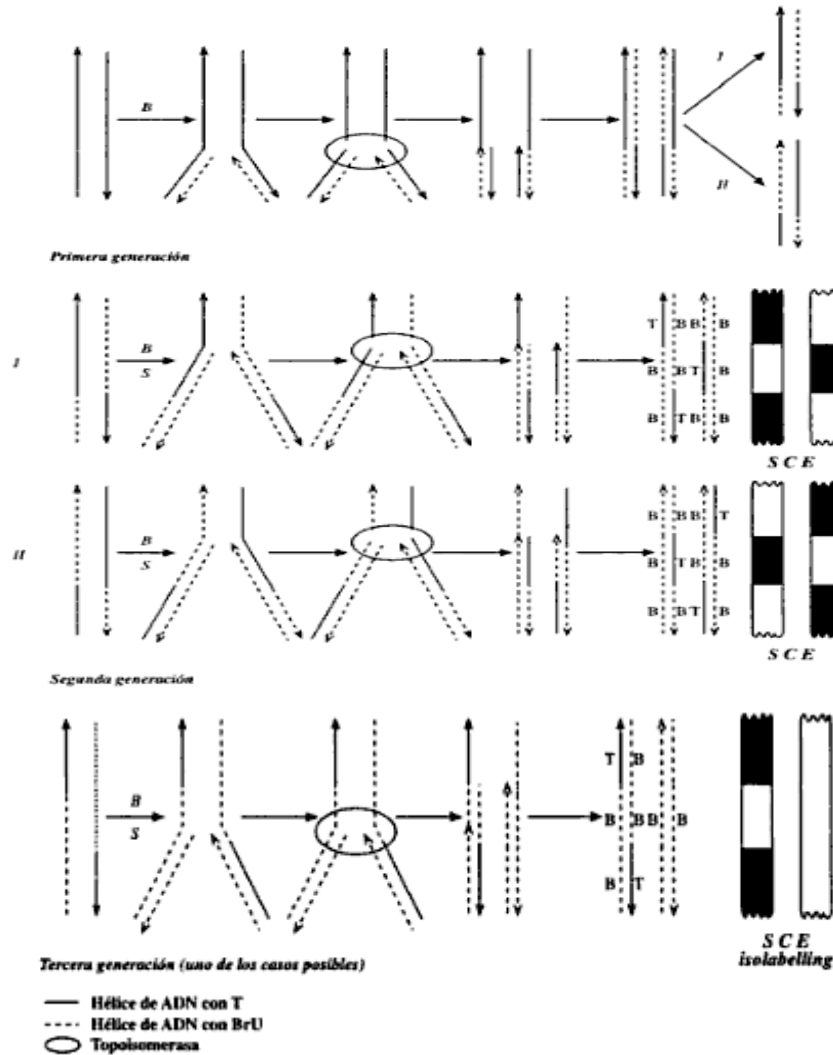 B
I
II
Primera generación
I
B
S
T B B B
B B T B
B T B B
S C E
II
B
S
B B B T
B T B B
B B T B
S C E
Segunda generación
B
S
T B
B B B B
B T
S C E
isolabelling
Tercera generación (uno de los casos posibles)
Hélice de ADN con T
Hélice de ADN con BrU
Topoisomerasa